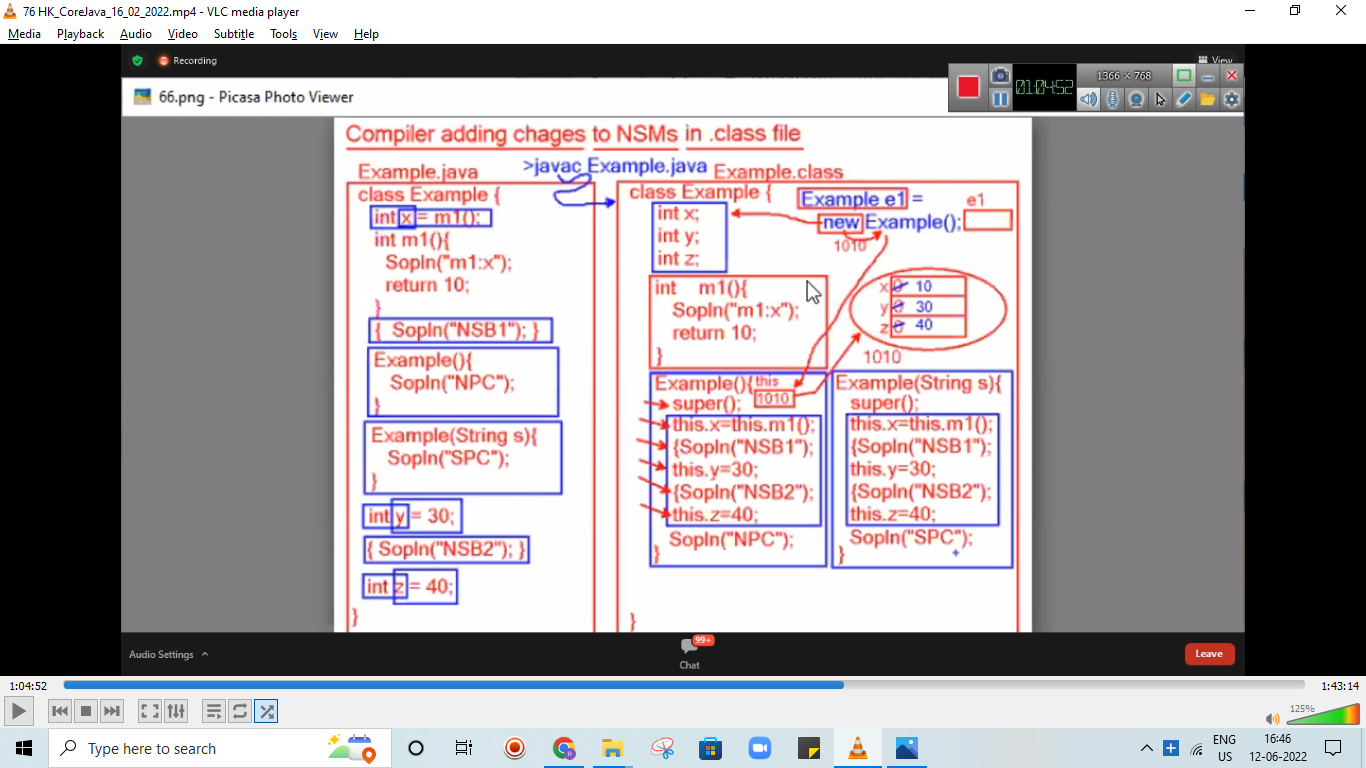 76 HK_CoreJava_16_02_2022.mp4 - VLC media player
Media Playback Audio Video Subtitle Tools View Help
Recording
View
01:04:52
1366 × 768
66.png - Picasa Photo Viewer
Compiler adding chages to NSMs in .class file
>javac Example.java
Example.java
class Example {
int x = m1();
int m1(){
Sopln("m1:x");
return 10;
}
{ Sopln("NSB1"); }
Example(){
Sopln("NPC");
}
Example(String s){
Sopln("SPC");
}
int y = 30;
{ Sopln("NSB2"); }
int z = 40;
}
Example.class
class Example {
int x;
int y;
int z;
Example e1 =
new Example();
e1
1010
int m1(){
Sopln("m1:x");
return 10;
}
x 0 10
y 0 30
z 0 40
1010
Example(){
this
1010
super();
this.x=this.m1();
{Sopln("NSB1");
this.y=30;
{Sopln("NSB2");
this.z=40;
Sopln("NPC");
}
Example(String s){
super();
this.x=this.m1();
{Sopln("NSB1");
this.y=30;
{Sopln("NSB2");
this.z=40;
Sopln("SPC");
}
}
Audio Settings
99+
Chat
Leave
1:04:52
1:43:14
125%
Type here to search
ENG
US
16:46
12-06-2022